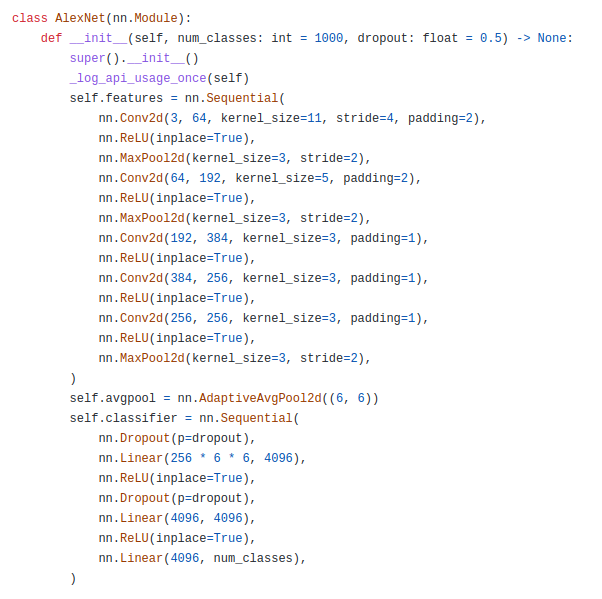 class AlexNet(nn.Module):
    def __init__(self, num_classes: int = 1000, dropout: float = 0.5) -> None:
        super().__init__()
        _log_api_usage_once(self)
        self.features = nn.Sequential(
            nn.Conv2d(3, 64, kernel_size=11, stride=4, padding=2),
            nn.ReLU(inplace=True),
            nn.MaxPool2d(kernel_size=3, stride=2),
            nn.Conv2d(64, 192, kernel_size=5, padding=2),
            nn.ReLU(inplace=True),
            nn.MaxPool2d(kernel_size=3, stride=2),
            nn.Conv2d(192, 384, kernel_size=3, padding=1),
            nn.ReLU(inplace=True),
            nn.Conv2d(384, 256, kernel_size=3, padding=1),
            nn.ReLU(inplace=True),
            nn.Conv2d(256, 256, kernel_size=3, padding=1),
            nn.ReLU(inplace=True),
            nn.MaxPool2d(kernel_size=3, stride=2),
        )
        self.avgpool = nn.AdaptiveAvgPool2d((6, 6))
        self.classifier = nn.Sequential(
            nn.Dropout(p=dropout),
            nn.Linear(256 * 6 * 6, 4096),
            nn.ReLU(inplace=True),
            nn.Dropout(p=dropout),
            nn.Linear(4096, 4096),
            nn.ReLU(inplace=True),
            nn.Linear(4096, num_classes),
        )